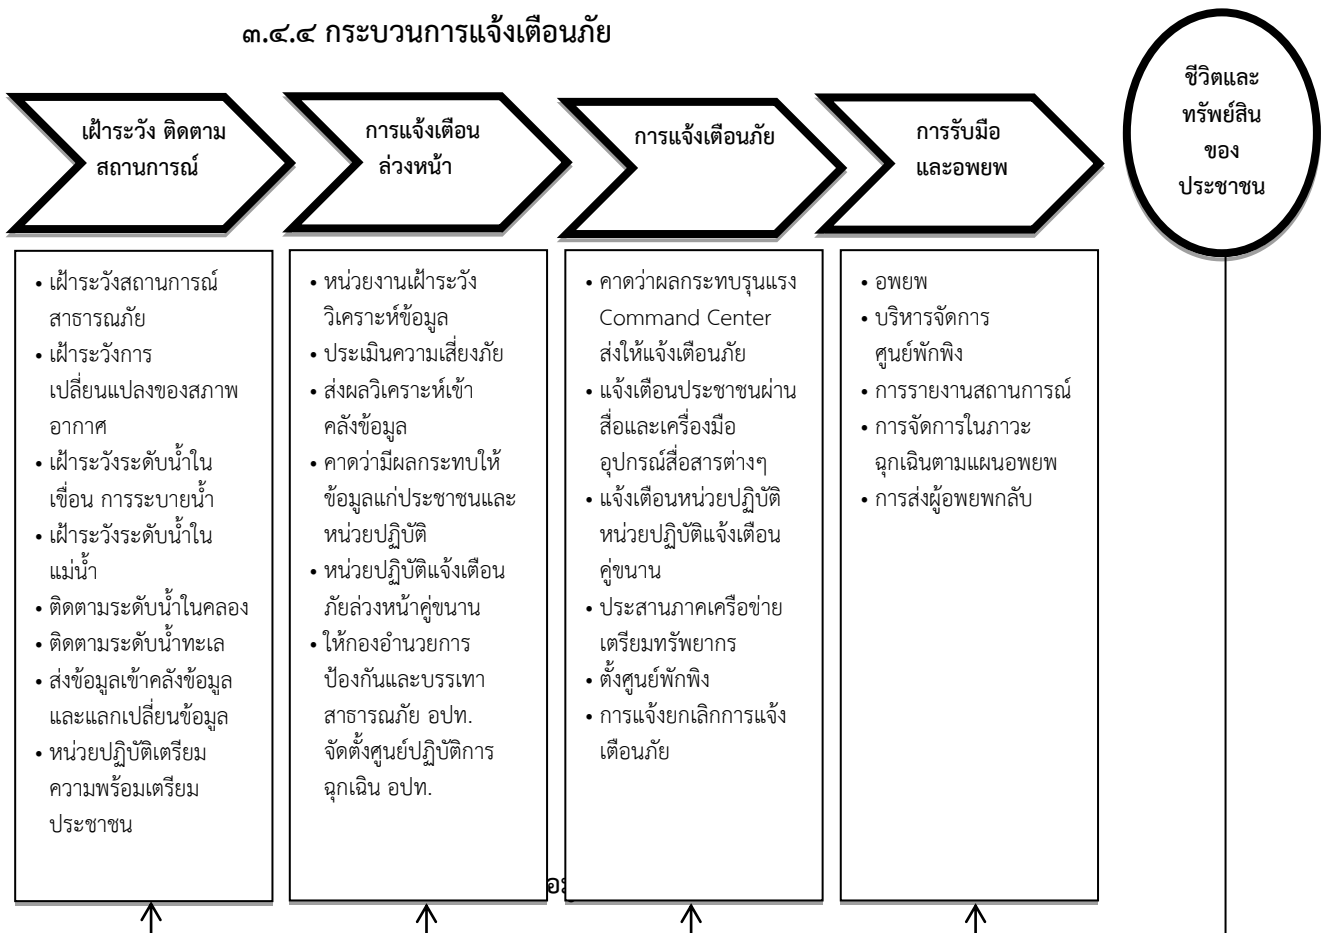 ๓.๔.๔ กระบวนการแจ้งเตือนภัย
เฝ้าระวัง ติดตาม
สถานการณ์
การแจ้งเตือน
ล่วงหน้า
การแจ้งเตือนภัย
การรับมือ
และอพยพ
ชีวิตและ
ทรัพย์สิน
ของ
ประชาชน
• เฝ้าระวังสถานการณ์
สาธารณภัย
• เฝ้าระวังการ
เปลี่ยนแปลงของสภาพ
อากาศ
• เฝ้าระวังระดับน้ำใน
เขื่อน การระบายน้ำ
• เฝ้าระวังระดับน้ำใน
แม่น้ำ
• ติดตามระดับน้ำในคลอง
• ติดตามระดับน้ำทะเล
• ส่งข้อมูลเข้าคลังข้อมูล
และแลกเปลี่ยนข้อมูล
• หน่วยปฏิบัติเตรียม
ความพร้อมเตรียม
ประชาชน
• หน่วยงานเฝ้าระวัง
วิเคราะห์ข้อมูล
• ประเมินความเสี่ยงภัย
• ส่งผลวิเคราะห์เข้า
คลังข้อมูล
• คาดว่ามีผลกระทบให้
ข้อมูลแก่ประชาชนและ
หน่วยปฏิบัติ
• หน่วยปฏิบัติแจ้งเตือน
ภัยล่วงหน้าคู่ขนาน
• ให้กองอำนวยการ
ป้องกันและบรรเทา
สาธารณภัย อปท.
จัดตั้งศูนย์ปฏิบัติการ
ฉุกเฉิน อปท.
• คาดว่าผลกระทบรุนแรง
Command Center
ส่งให้แจ้งเตือนภัย
• แจ้งเตือนประชาชนผ่าน
สื่อและเครื่องมือ
อุปกรณ์สื่อสารต่างๆ
• แจ้งเตือนหน่วยปฏิบัติ
หน่วยปฏิบัติแจ้งเตือน
คู่ขนาน
• ประสานภาคเครือข่าย
เตรียมทรัพยากร
• ตั้งศูนย์พักพิง
• การแจ้งยกเลิกการแจ้ง
เตือนภัย
• อพยพ
• บริหารจัดการ
ศูนย์พักพิง
• การรายงานสถานการณ์
• การจัดการในภาวะ
ฉุกเฉินตามแผนอพยพ
• การส่งผู้อพยพกลับ